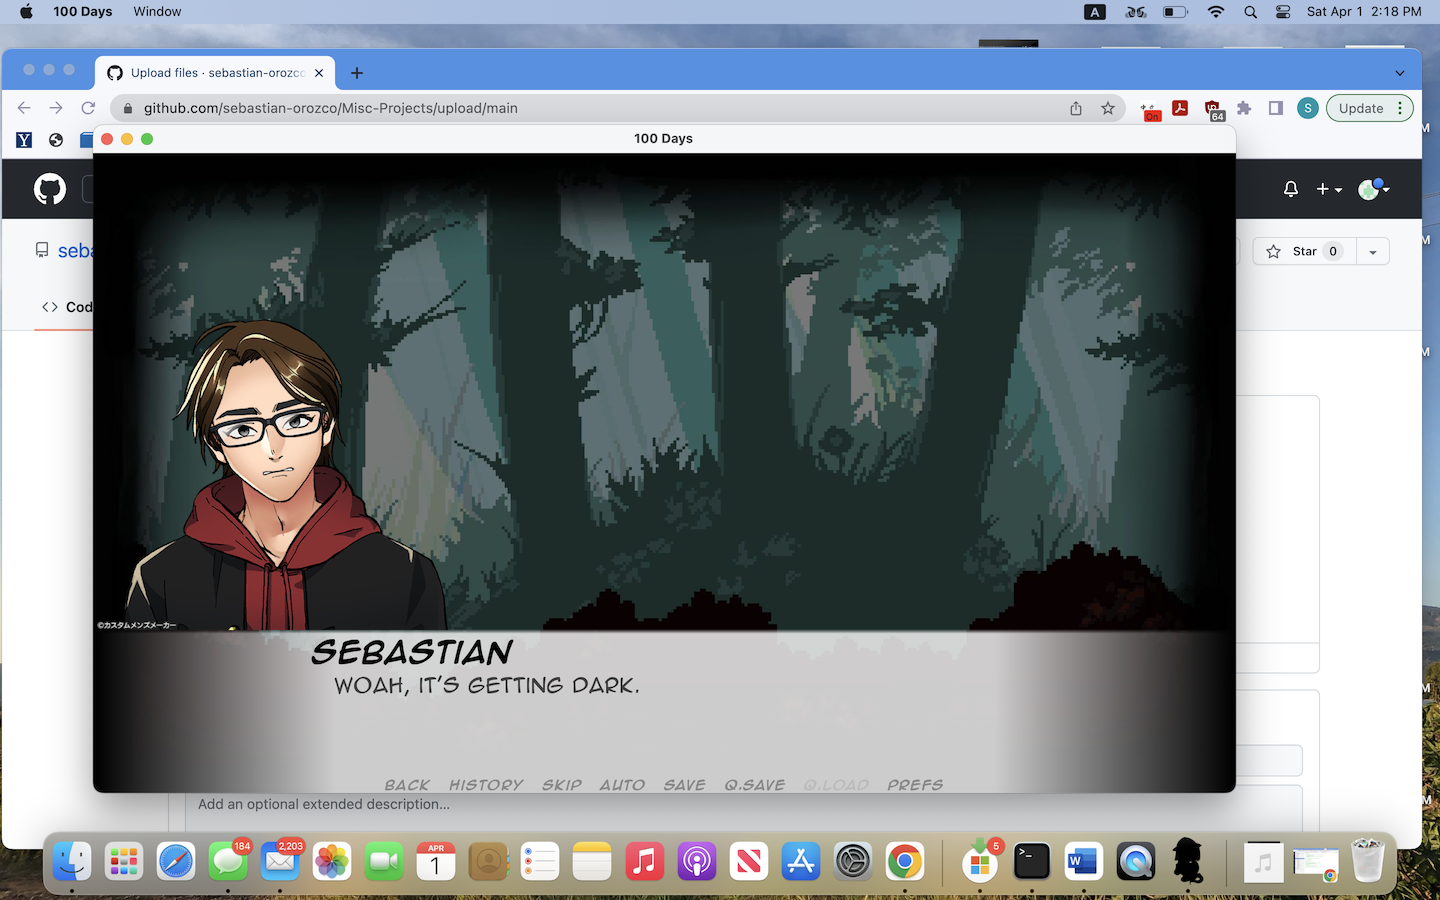 100 Days Window
A
Sat Apr 1 2:18 PM
Upload files · sebastian-orozco
github.com/sebastian-orozco/Misc-Projects/upload/main
On
64
S
Update
Y
100 Days
seba
Star 0
<> Cod
©カスタムメンズメーカー
SEBASTIAN
WOAH, IT'S GETTING DARK.
BACK HISTORY SKIP AUTO SAVE Q.SAVE Q.LOAD PREFS
Add an optional extended description...
184
2,203
APR
1
5
>_
W
M
M
M
M
M